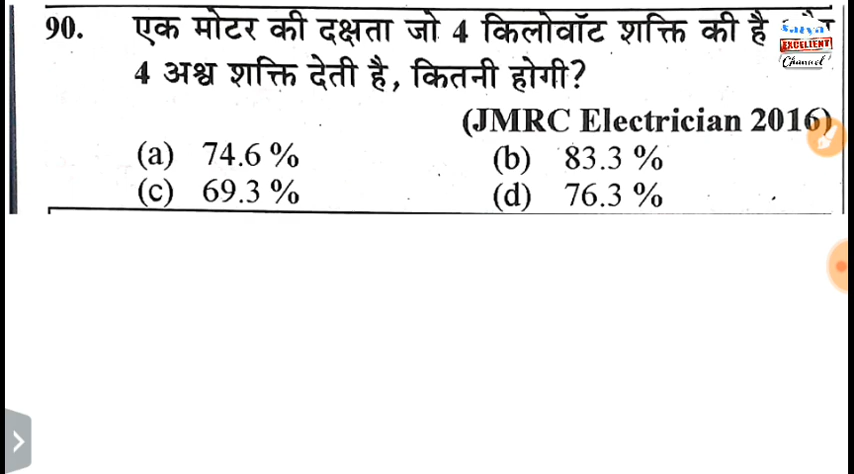 90. एक मोटर की दक्षता जो 4 किलोवॉट शक्ति की है
EXCELLENT
Channel
4 अश्व शक्ति देती है, कितनी होगी?
(JMRC Electrician 2016)
(a) 74.6 % (b) 83.3 %
(c) 69.3 % (d) 76.3 %